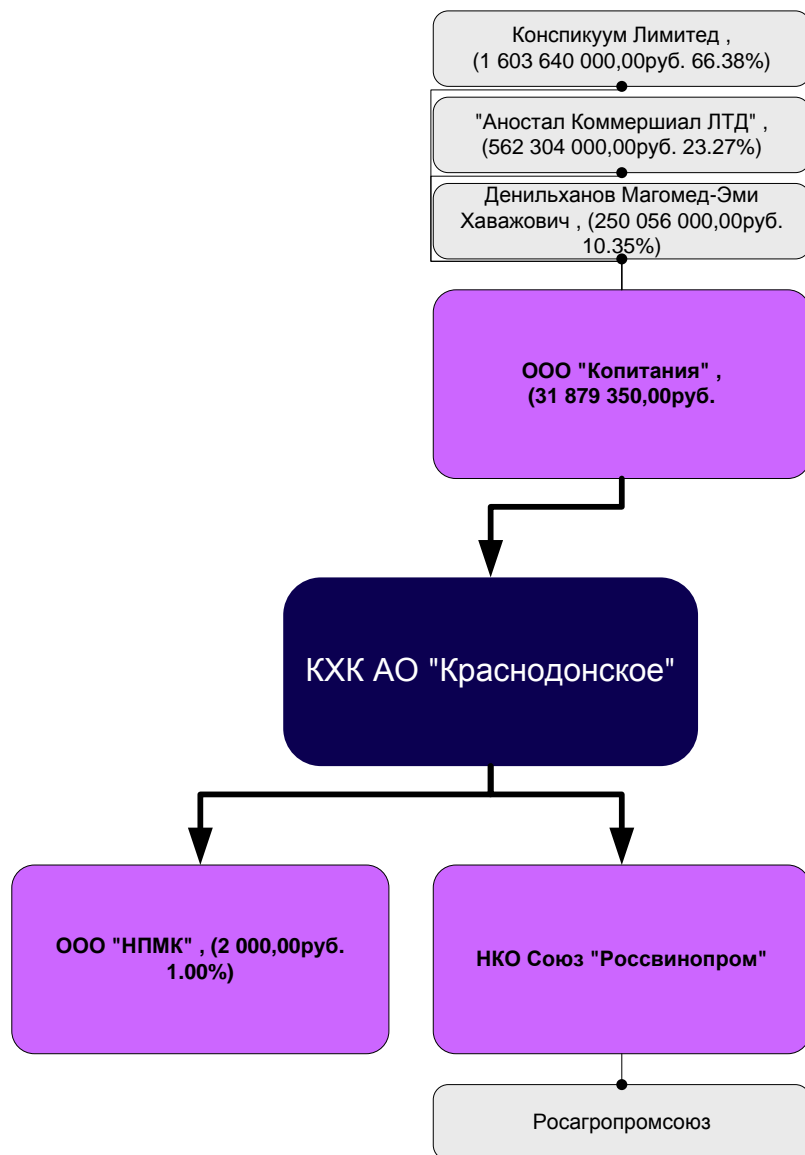 Конспикуум Лимитед ,
(1 603 640 000,00руб. 66.38%)
"Аностал Коммершиал ЛТД" ,
(562 304 000,00руб. 23.27%)
Денильханов Магомед-Эми
Хаважович , (250 056 000,00руб.
10.35%)
ООО "Копитания" ,
(31 879 350,00руб.
КХК АО "Краснодонское"
ООО "НПМК" , (2 000,00руб.
1.00%)
НКО Союз "Россвинопром"
Росагропромсоюз